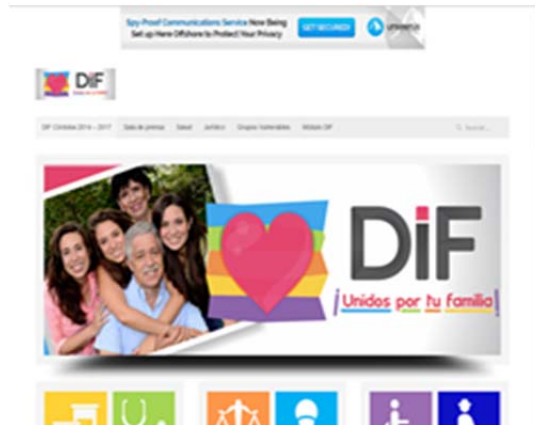 Spy-Proof Communications Service Now Being
Set up Here Offshore to Protect Your Privacy
GET SECURED!
DiF
DIF Córdoba 2014 - 2017 Sala de prensa Salud Jurídico Grupos Vulnerables Módulo DIF Search...
DiF
¡Unidos por tu familia!